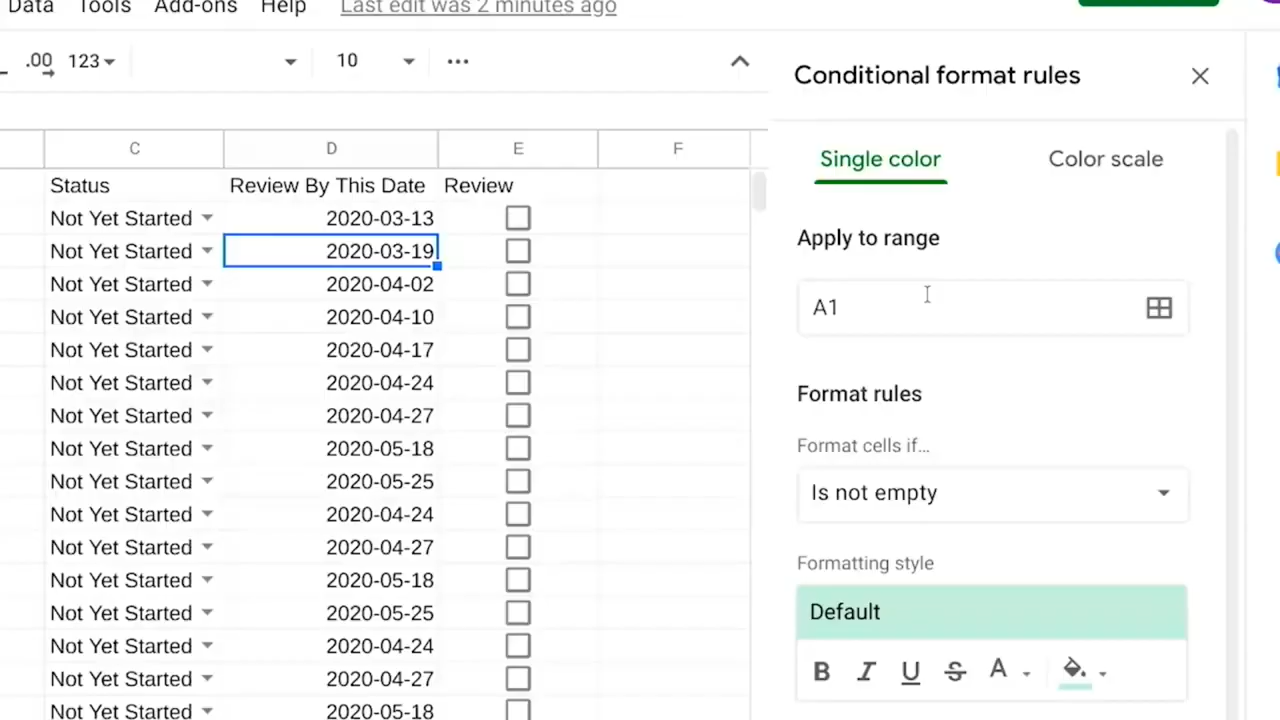 Data Tools Add-ons Help Last edit was 2 minutes ago
.00 123 10
Conditional format rules
Single color Color scale
C D E F
Status Review By This Date Review
Not Yet Started 2020-03-13
Not Yet Started 2020-03-19
Not Yet Started 2020-04-02
Not Yet Started 2020-04-10
Not Yet Started 2020-04-17
Not Yet Started 2020-04-24
Not Yet Started 2020-04-27
Not Yet Started 2020-05-18
Not Yet Started 2020-05-25
Not Yet Started 2020-04-24
Not Yet Started 2020-04-27
Not Yet Started 2020-05-18
Not Yet Started 2020-05-25
Not Yet Started 2020-04-24
Not Yet Started 2020-04-27
Not Yet Started 2020-05-18
Apply to range
A1
Format rules
Format cells if…
Is not empty
Formatting style
Default
B I U S A